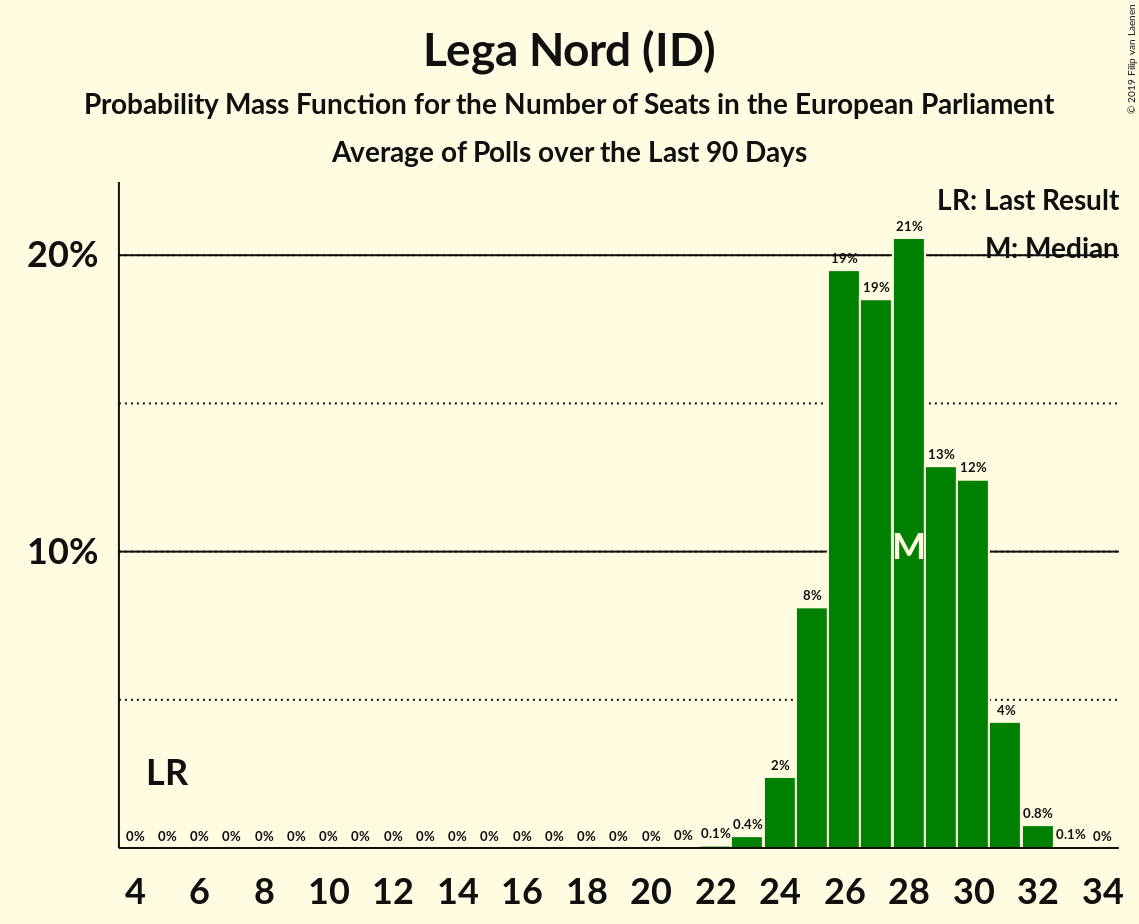 Lega Nord (ID)
Probability Mass Function for the Number of Seats in the European Parliament
Average of Polls over the Last 90 Days
© 2019 Filip van Laenen
LR: Last Result
M: Median
20%
10%
LR
M
0% 0% 0% 0% 0% 0% 0% 0% 0% 0% 0% 0% 0% 0% 0% 0% 0% 0% 0.1% 0.4% 2% 8% 19% 19% 21% 13% 12% 4% 0.8% 0.1% 0%
4 6 8 10 12 14 16 18 20 22 24 26 28 30 32 34